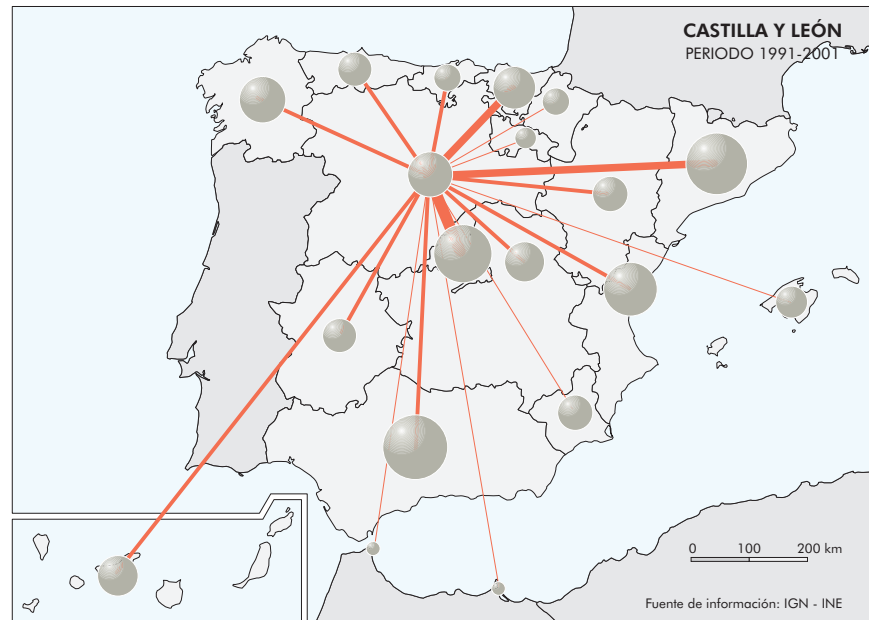 CASTILLA Y LEÓN
PERIODO 1991-2001
0 100 200 km
Fuente de información: IGN - INE